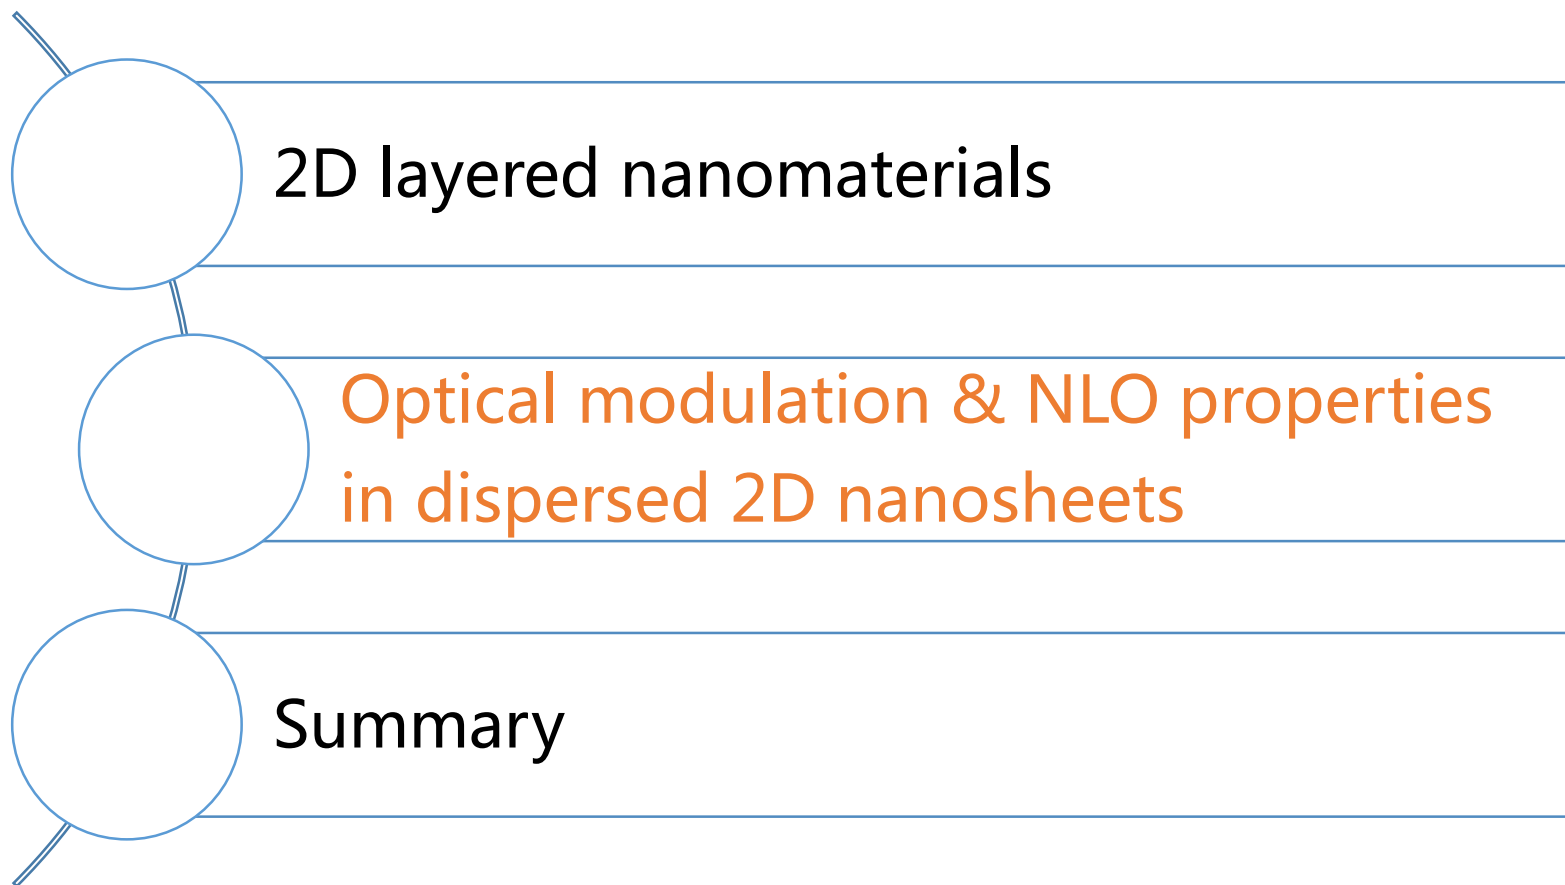 2D layered nanomaterials
Optical modulation & NLO properties
in dispersed 2D nanosheets
Summary